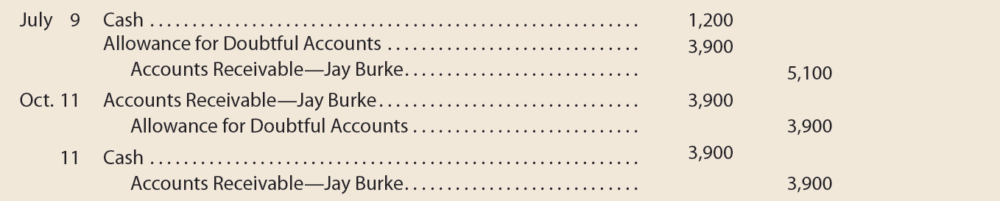 July 9 Cash ........................................................ 1,200
Allowance for Doubtful Accounts .............................. 3,900
Accounts Receivable—Jay Burke............................ 5,100
Oct. 11 Accounts Receivable—Jay Burke............................... 3,900
Allowance for Doubtful Accounts ........................... 3,900
11 Cash ........................................................ 3,900
Accounts Receivable—Jay Burke............................ 3,900